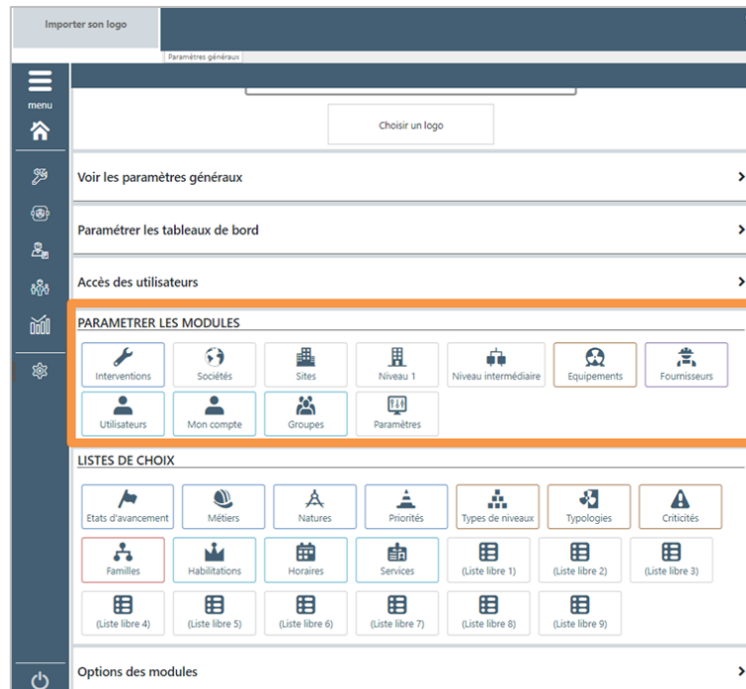 Importer son logo
Paramètres généraux
menu
Choisir un logo
Voir les paramètres généraux
Paramétrer les tableaux de bord
Accès des utilisateurs
PARAMETRER LES MODULES
Interventions
Sociétés
Sites
Niveau 1
Niveau intermédiaire
Equipements
Fournisseurs
Utilisateurs
Mon compte
Groupes
Paramètres
LISTES DE CHOIX
Etats d'avancement
Métiers
Natures
Priorités
Types de niveaux
Typologies
Criticités
Familles
Habilitations
Horaires
Services
(Liste libre 1)
(Liste libre 2)
(Liste libre 3)
(Liste libre 4)
(Liste libre 5)
(Liste libre 6)
(Liste libre 7)
(Liste libre 8)
(Liste libre 9)
Options des modules